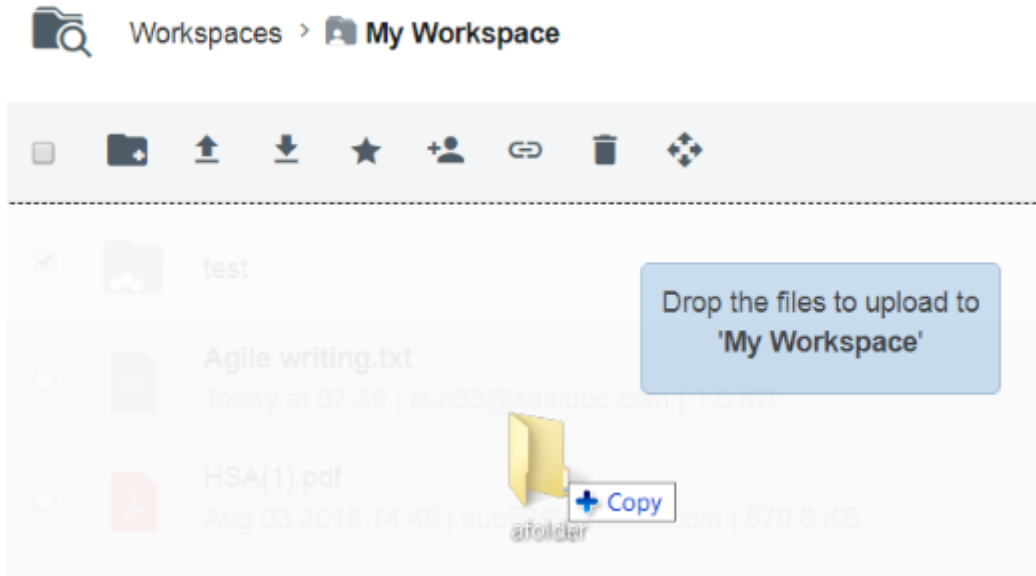 Workspaces > My Workspace
test
Drop the files to upload to
'My Workspace'
Agile writing.txt
Today at 07:39 | sub53@sealdoc.com | 1.5 KB
HSA(1).pdf
Copy
Aug 03 2018 14:45 | com | 570.6 KB
afolder